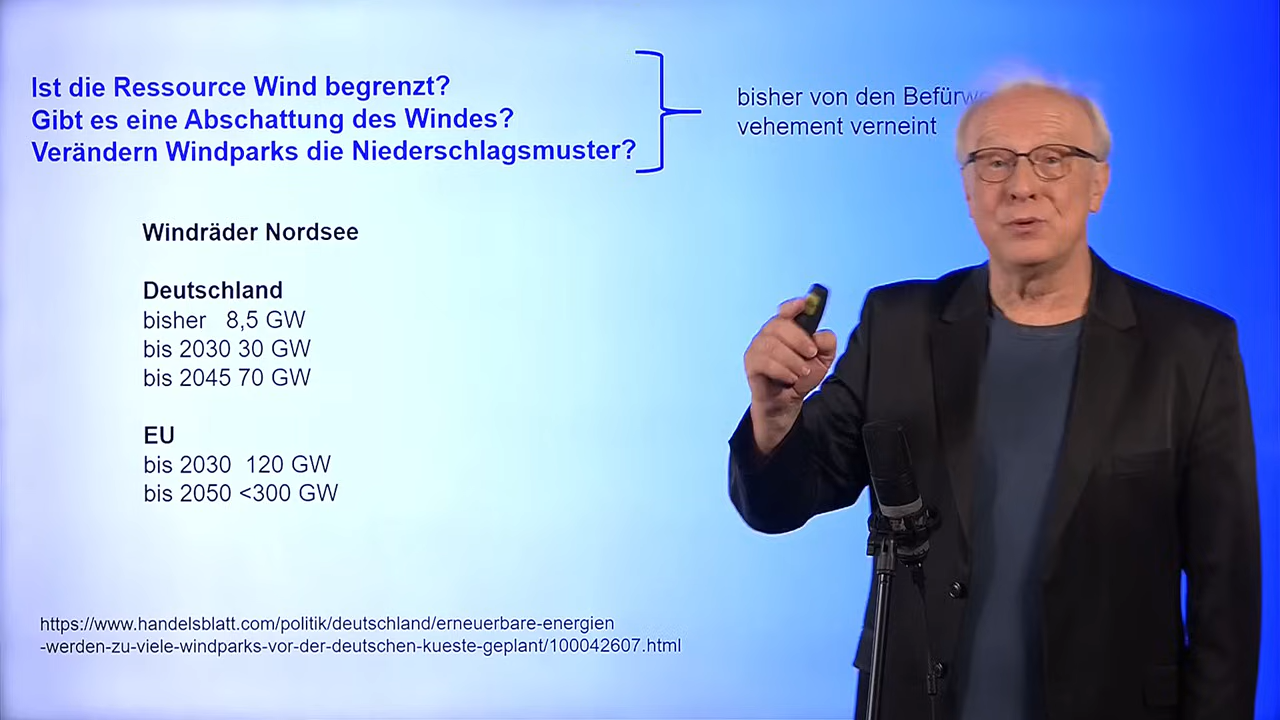 Ist die Ressource Wind begrenzt?
Gibt es eine Abschattung des Windes?
Verändern Windparks die Niederschlagsmuster?
bisher von den
vehement verneint
Windräder Nordsee
Deutschland
bisher 8,5 GW
bis 2030 30 GW
bis 2045 70 GW
EU
bis 2030 120 GW
bis 2050 <300 GW
https://www.handelsblatt.com/politik/deutschland/erneuerbare-energien
-werden-zu-viele-windparks-vor-der-deutschen-kueste-geplant/100042607.html